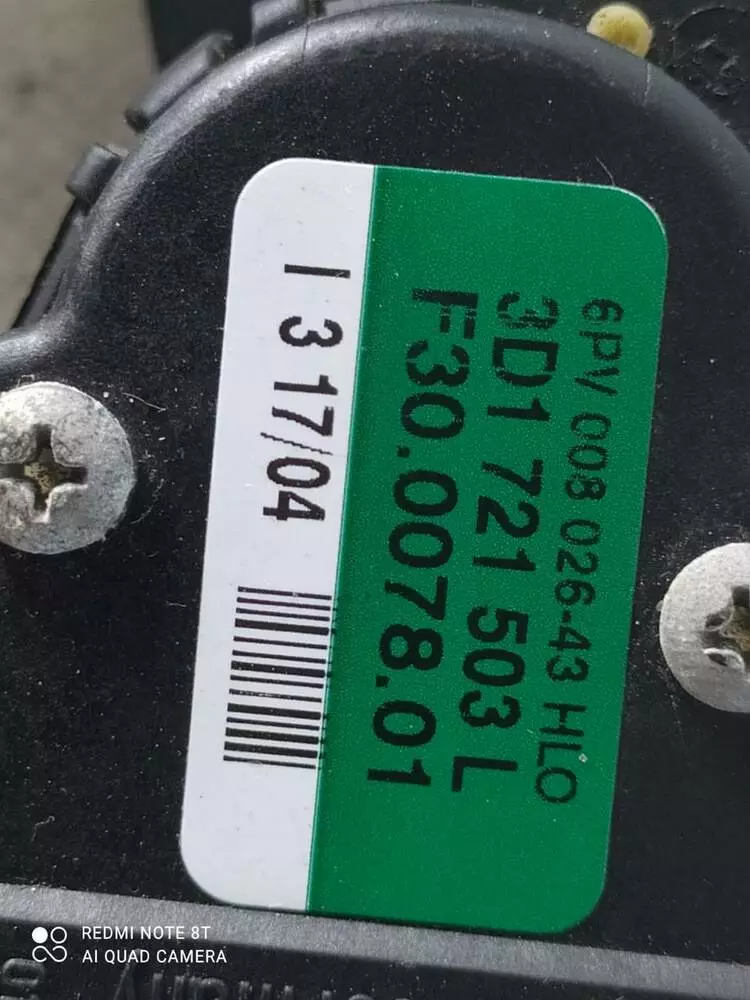 6PV 008 026-43 HLO
3D1 721 503 L
F30.0078.01
I 3 17/04
REDMI NOTE 8T
AI QUAD CAMERA